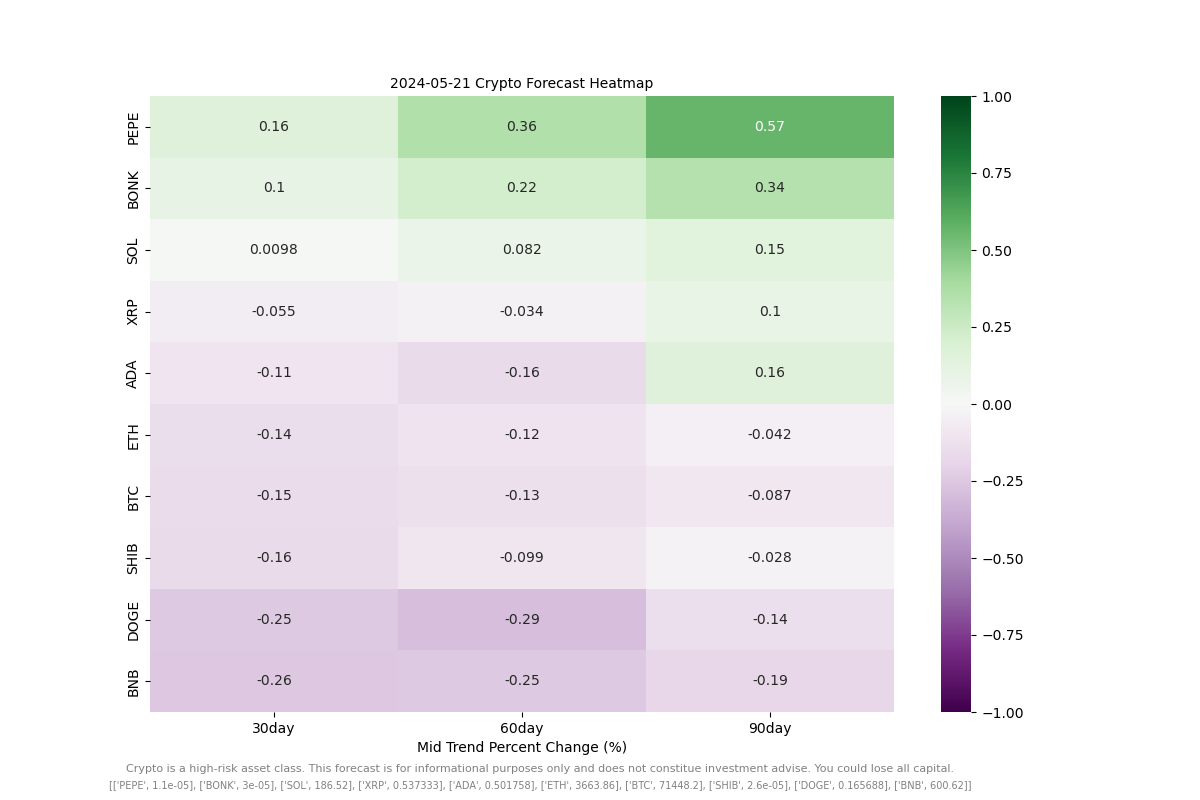 2024-05-21 Crypto Forecast Heatmap
1.00
PEPE 0.16 0.36 0.57
0.75
BONK 0.1 0.22 0.34
SOL 0.0098 0.082 0.15
0.50
XRP -0.055 -0.034 0.1
0.25
ADA -0.11 -0.16 0.16
0.00
ETH -0.14 -0.12 -0.042
−0.25
BTC -0.15 -0.13 -0.087
SHIB -0.16 -0.099 -0.028
−0.50
DOGE -0.25 -0.29 -0.14
−0.75
BNB -0.26 -0.25 -0.19
−1.00
30day 60day 90day
Mid Trend Percent Change (%)
Crypto is a high-risk asset class. This forecast is for informational purposes only and does not constitute investment advise. You could lose all capital.
[['PEPE', 1.1e-05], ['BONK', 3e-05], ['SOL', 186.52], ['XRP', 0.537333], ['ADA', 0.501758], ['ETH', 3663.86], ['BTC', 71448.2], ['SHIB', 2.6e-05], ['DOGE', 0.165688], ['BNB', 600.62]]